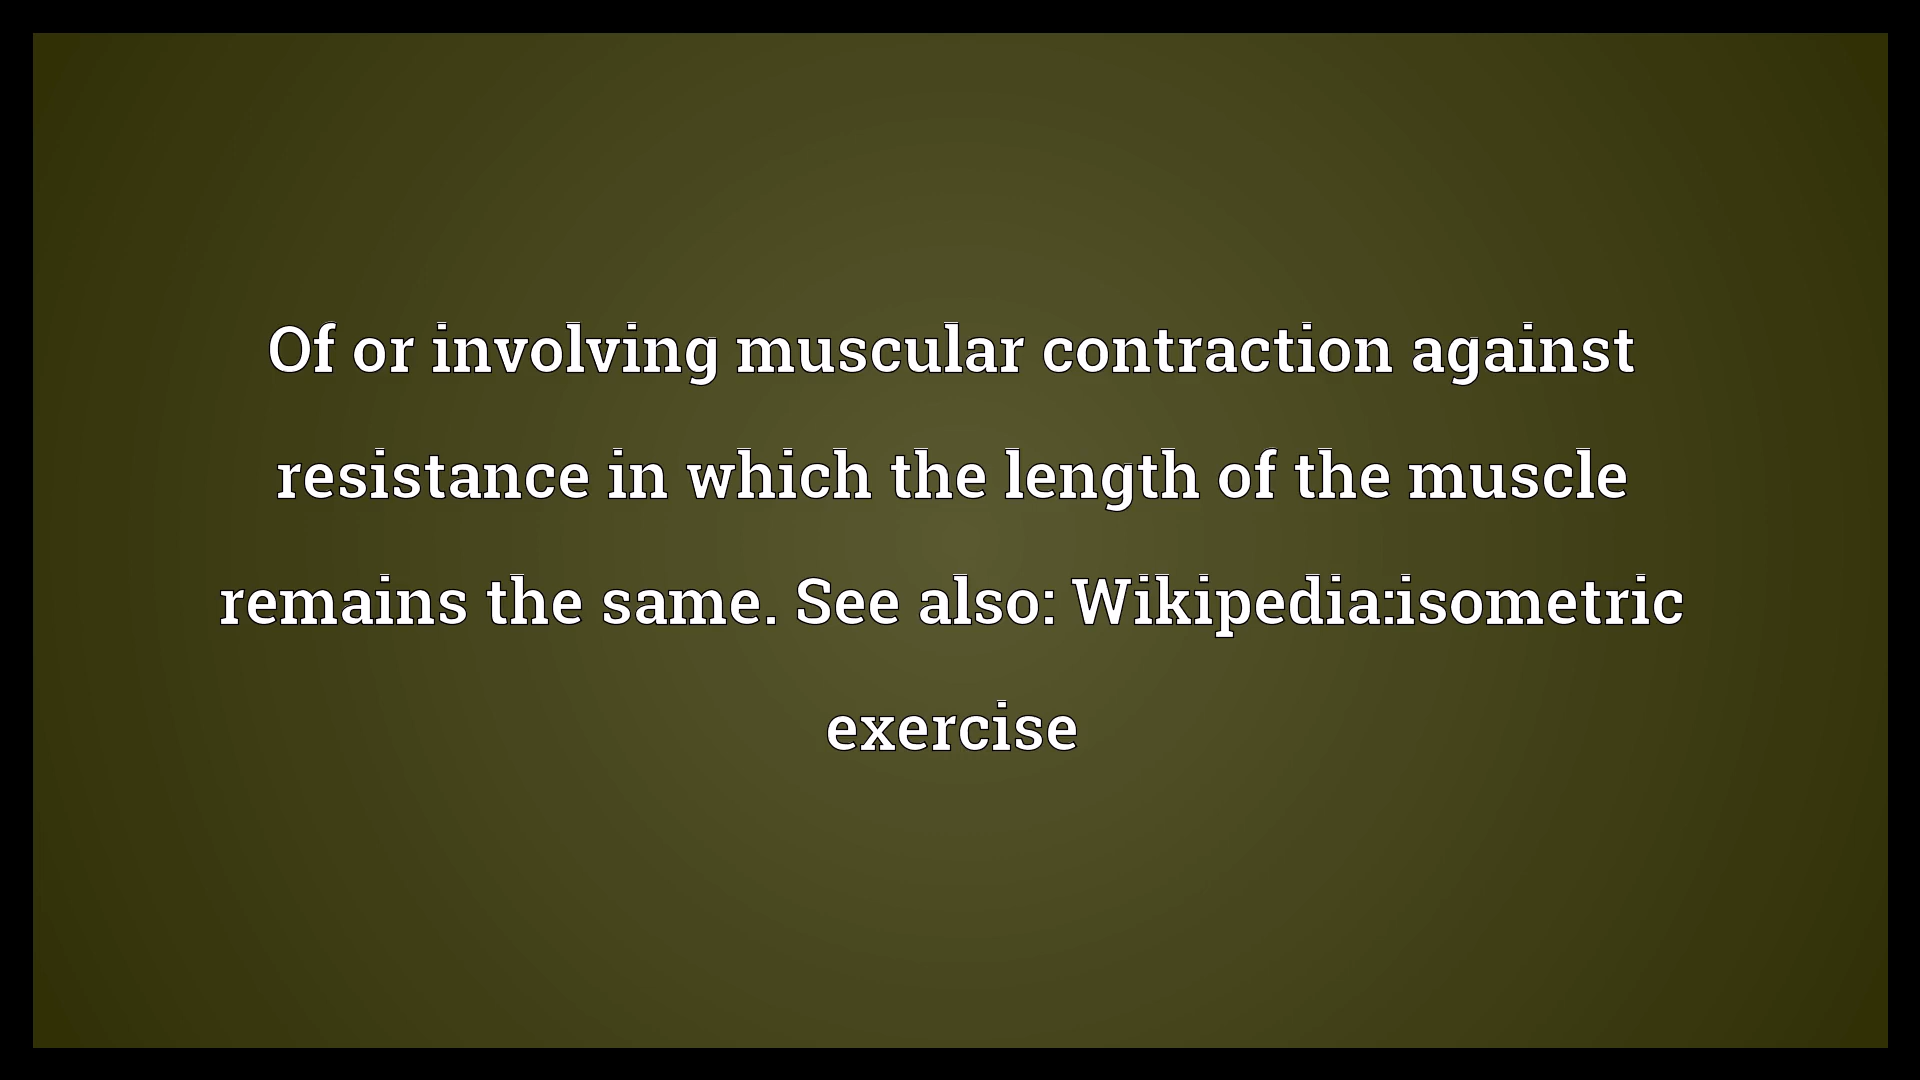 Of or involving muscular contraction against
resistance in which the length of the muscle
remains the same. See also: Wikipedia:isometric
exercise